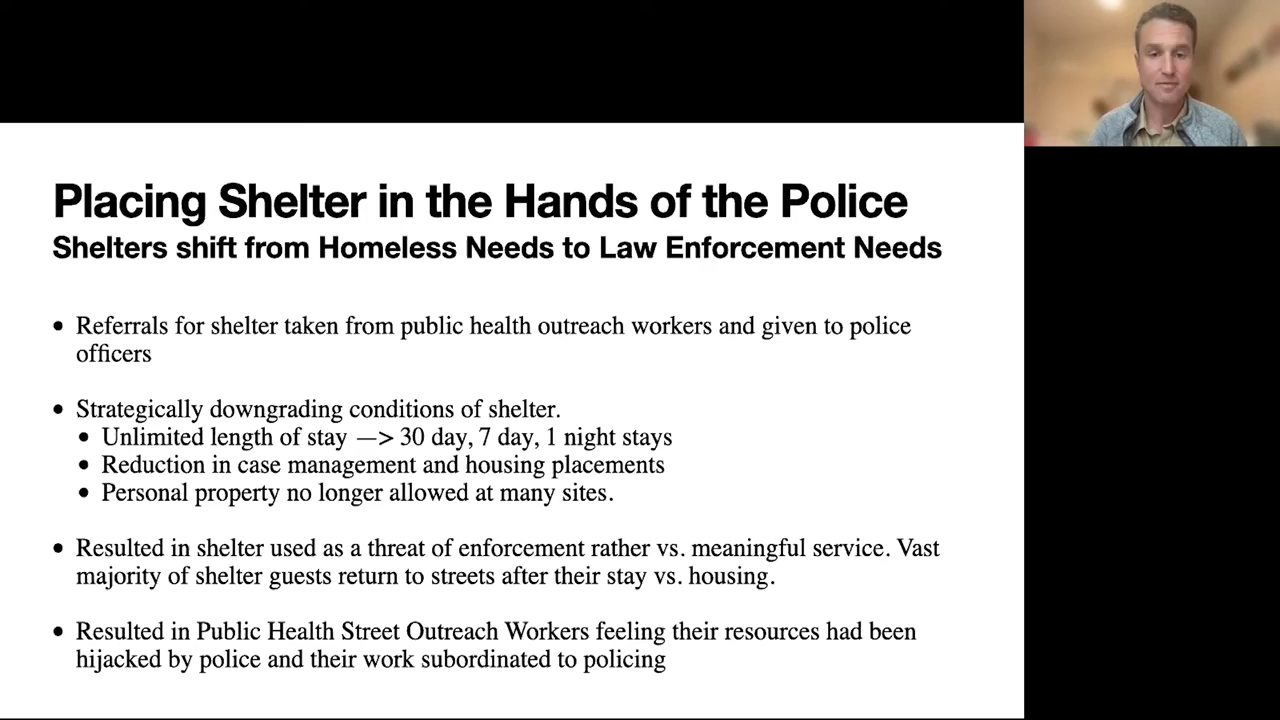 Placing Shelter in the Hands of the Police
Shelters shift from Homeless Needs to Law Enforcement Needs
• Referrals for shelter taken from public health outreach workers and given to police
officers
• Strategically downgrading conditions of shelter.
• Unlimited length of stay —> 30 day, 7 day, 1 night stays
• Reduction in case management and housing placements
• Personal property no longer allowed at many sites.
• Resulted in shelter used as a threat of enforcement rather vs. meaningful service. Vast
majority of shelter guests return to streets after their stay vs. housing.
• Resulted in Public Health Street Outreach Workers feeling their resources had been
hijacked by police and their work subordinated to policing